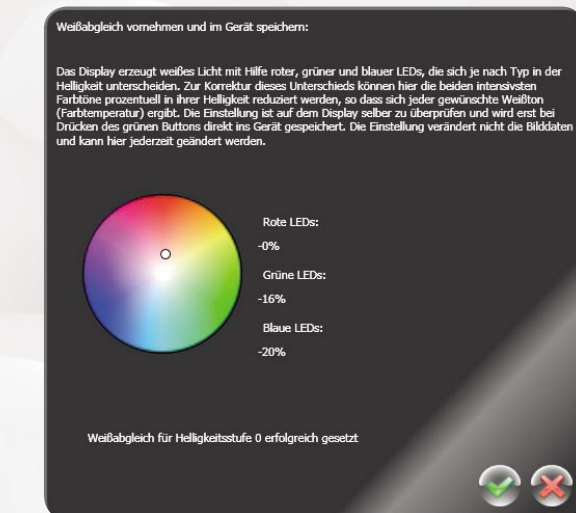 Weißabgleich vornehmen und im Gerät speichern:
Das Display erzeugt weißes Licht mit Hilfe roter, grüner und blauer LEDs, die sich je nach Typ in der
Helligkeit unterscheiden. Zur Korrektur dieses Unterschieds können hier die beiden intensivsten
Farbtöne prozentuell in ihrer Helligkeit reduziert werden, so dass sich jeder gewünschte Weißton
(Farbtemperatur) ergibt. Die Einstellung ist auf dem Display selber zu überprüfen und wird erst bei
Drücken des grünen Buttons direkt ins Gerät gespeichert. Die Einstellung verändert nicht die Bilddaten
und kann hier jederzeit geändert werden.
Rote LEDs:
-0%
Grüne LEDs:
-16%
Blaue LEDs:
-20%
Weißabgleich für Helligkeitsstufe 0 erfolgreich gesetzt